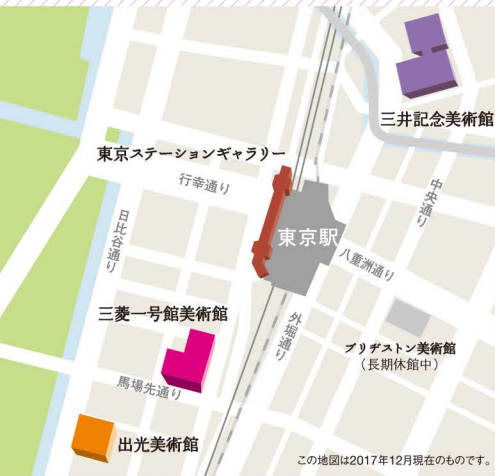 三井記念美術館
東京ステーションギャラリー
行幸通り
中央通り
日比谷通り
東京駅
八重洲通り
三菱一号館美術館
外堀通り
ブリヂストン美術館
（長期休館中）
馬場先通り
出光美術館
この地図は2017年12月現在のものです。